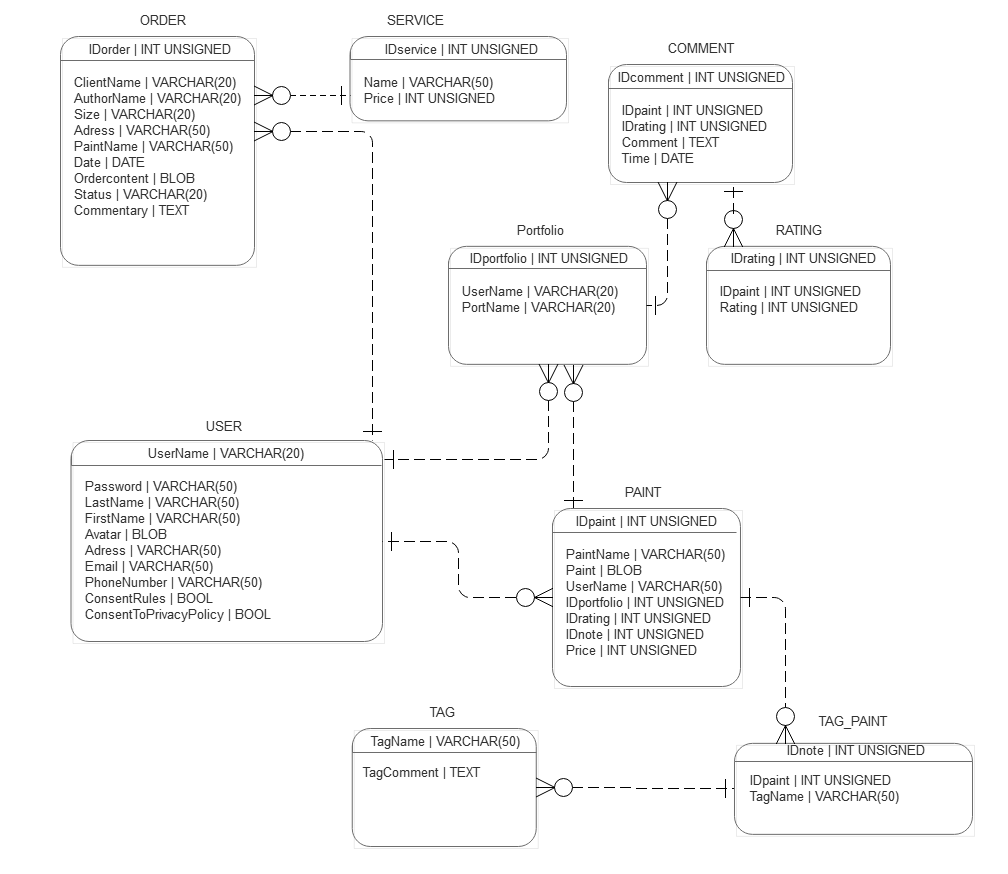 ORDER
IDorder | INT UNSIGNED
ClientName | VARCHAR(20)
AuthorName | VARCHAR(20)
Size | VARCHAR(20)
Adress | VARCHAR(50)
PaintName | VARCHAR(50)
Date | DATE
Ordercontent | BLOB
Status | VARCHAR(20)
Commentary | TEXT
SERVICE
IDservice | INT UNSIGNED
Name | VARCHAR(50)
Price | INT UNSIGNED
COMMENT
IDcomment | INT UNSIGNED
IDpaint | INT UNSIGNED
IDrating | INT UNSIGNED
Comment | TEXT
Time | DATE
Portfolio
IDportfolio | INT UNSIGNED
UserName | VARCHAR(20)
PortName | VARCHAR(20)
RATING
IDrating | INT UNSIGNED
IDpaint | INT UNSIGNED
Rating | INT UNSIGNED
USER
UserName | VARCHAR(20)
Password | VARCHAR(50)
LastName | VARCHAR(50)
FirstName | VARCHAR(50)
Avatar | BLOB
Adress | VARCHAR(50)
Email | VARCHAR(50)
PhoneNumber | VARCHAR(50)
ConsentRules | BOOL
ConsentToPrivacyPolicy | BOOL
PAINT
IDpaint | INT UNSIGNED
PaintName | VARCHAR(50)
Paint | BLOB
UserName | VARCHAR(50)
IDportfolio | INT UNSIGNED
IDrating | INT UNSIGNED
IDnote | INT UNSIGNED
Price | INT UNSIGNED
TAG
TagName | VARCHAR(50)
TagComment | TEXT
TAG_PAINT
IDnote | INT UNSIGNED
IDpaint | INT UNSIGNED
TagName | VARCHAR(50)